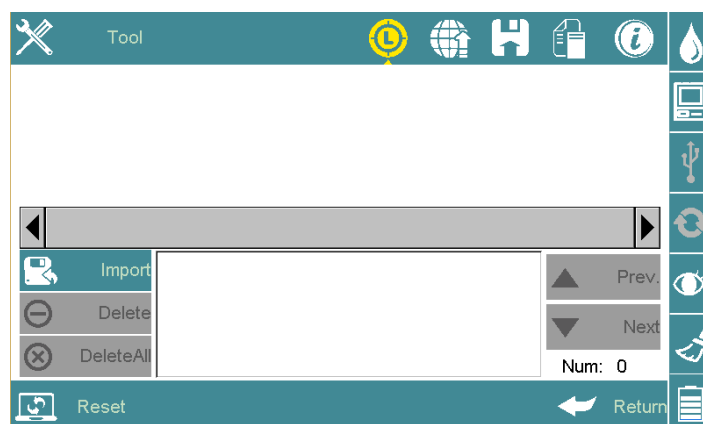 Tool
L
i
Import
Prev.
Delete
Next
DeleteAll
Num: 0
Reset
Return